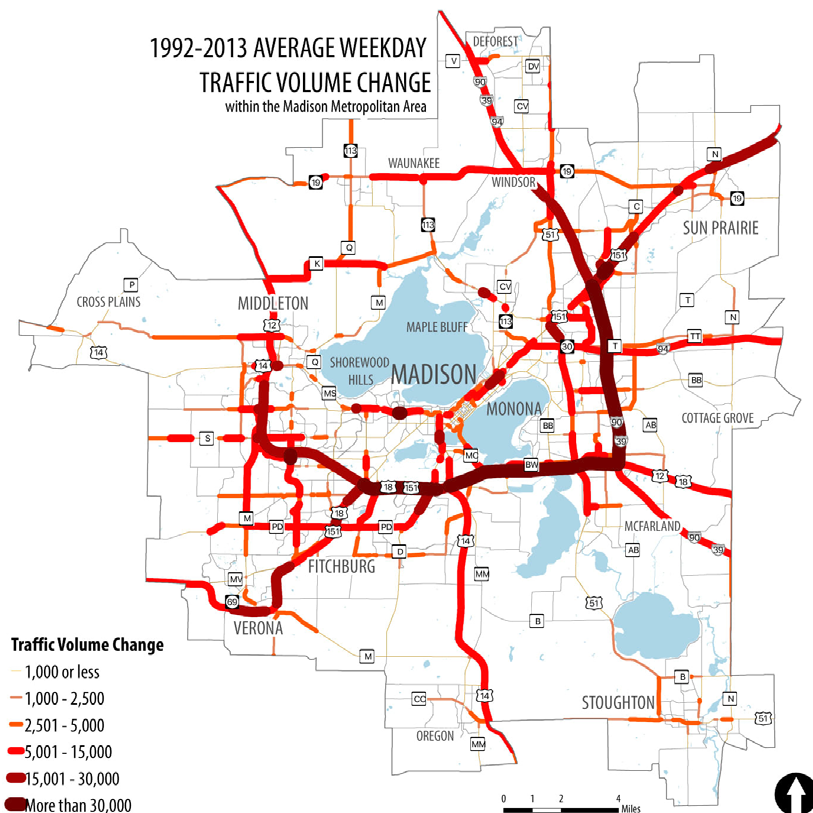 1992-2013 AVERAGE WEEKDAY
TRAFFIC VOLUME CHANGE
within the Madison Metropolitan Area
DEFOREST
V
DV
90
39
94
CV
113
WAUNAKEE
N
19
19
WINDSOR
19
C
113
SUN PRAIRIE
51
Q
151
K
P
CROSS PLAINS
MIDDLETON
M
CV
T
N
12
MAPLE BLUFF
113
151
14
Q
SHOREWOOD
HILLS
30
T
94
TT
14
MADISON
BB
MS
MONONA
COTTAGE GROVE
BB
90
AB
S
39
MC
BW
12
18
18
151
M
18
PD
151
PD
14
MCFARLAND
90
39
D
AB
FITCHBURG
MV
MM
69
51
VERONA
B
M
Traffic Volume Change
1,000 or less
1,000 - 2,500
2,501 - 5,000
5,001 - 15,000
15,001 - 30,000
More than 30,000
B
CC
14
STOUGHTON
N
51
OREGON
MM
0 1 2 4
Miles